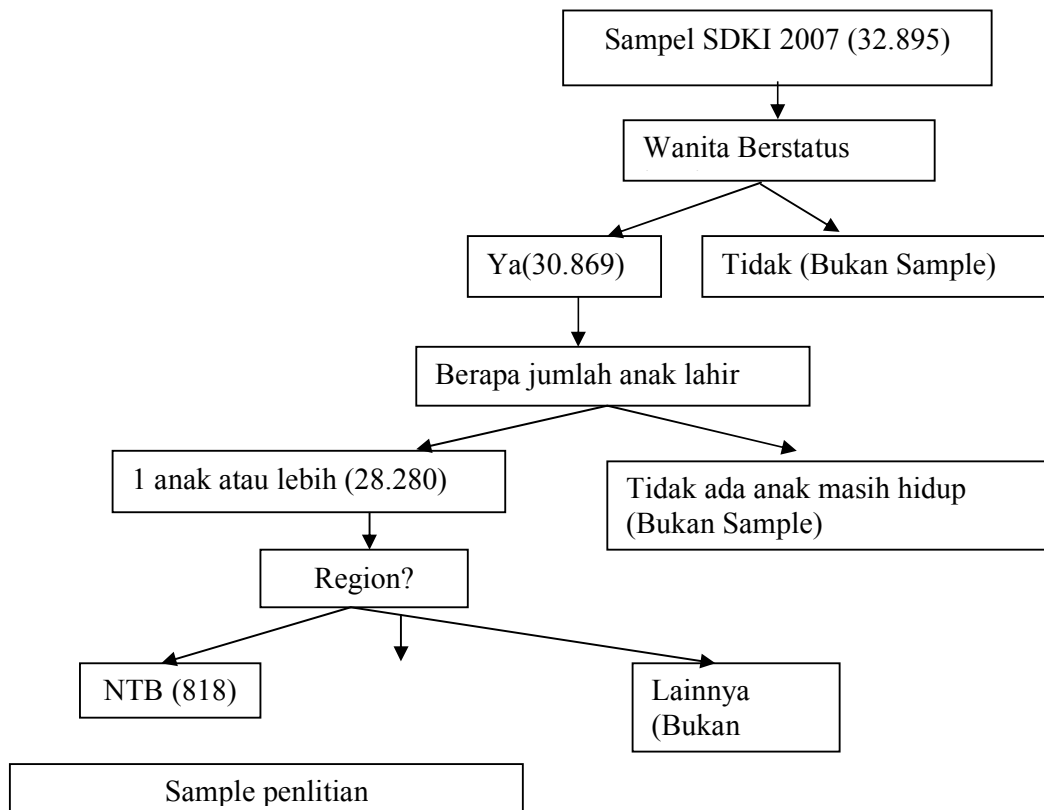 Sampel SDKI 2007 (32.895)
Wanita Berstatus
Ya(30.869)
Tidak (Bukan Sample)
Berapa jumlah anak lahir
1 anak atau lebih (28.280)
Tidak ada anak masih hidup
(Bukan Sample)
Region?
NTB (818)
Lainnya
(Bukan
Sample penlitian